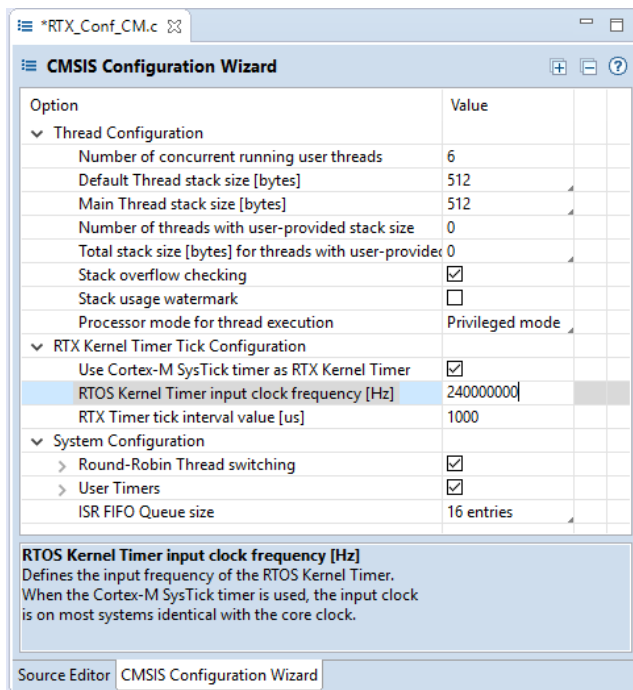 *RTX_Conf_CM.c
CMSIS Configuration Wizard
Option Value
Thread Configuration
Number of concurrent running user threads 6
Default Thread stack size [bytes] 512
Main Thread stack size [bytes] 512
Number of threads with user-provided stack size 0
Total stack size [bytes] for threads with user-provided 0
Stack overflow checking
Stack usage watermark
Processor mode for thread execution Privileged mode
RTX Kernel Timer Tick Configuration
Use Cortex-M SysTick timer as RTX Kernel Timer
RTOS Kernel Timer input clock frequency [Hz] 240000000
RTX Timer tick interval value [us] 1000
System Configuration
Round-Robin Thread switching
User Timers
ISR FIFO Queue size 16 entries
RTOS Kernel Timer input clock frequency [Hz]
Defines the input frequency of the RTOS Kernel Timer.
When the Cortex-M SysTick timer is used, the input clock
is on most systems identical with the core clock.
Source Editor CMSIS Configuration Wizard